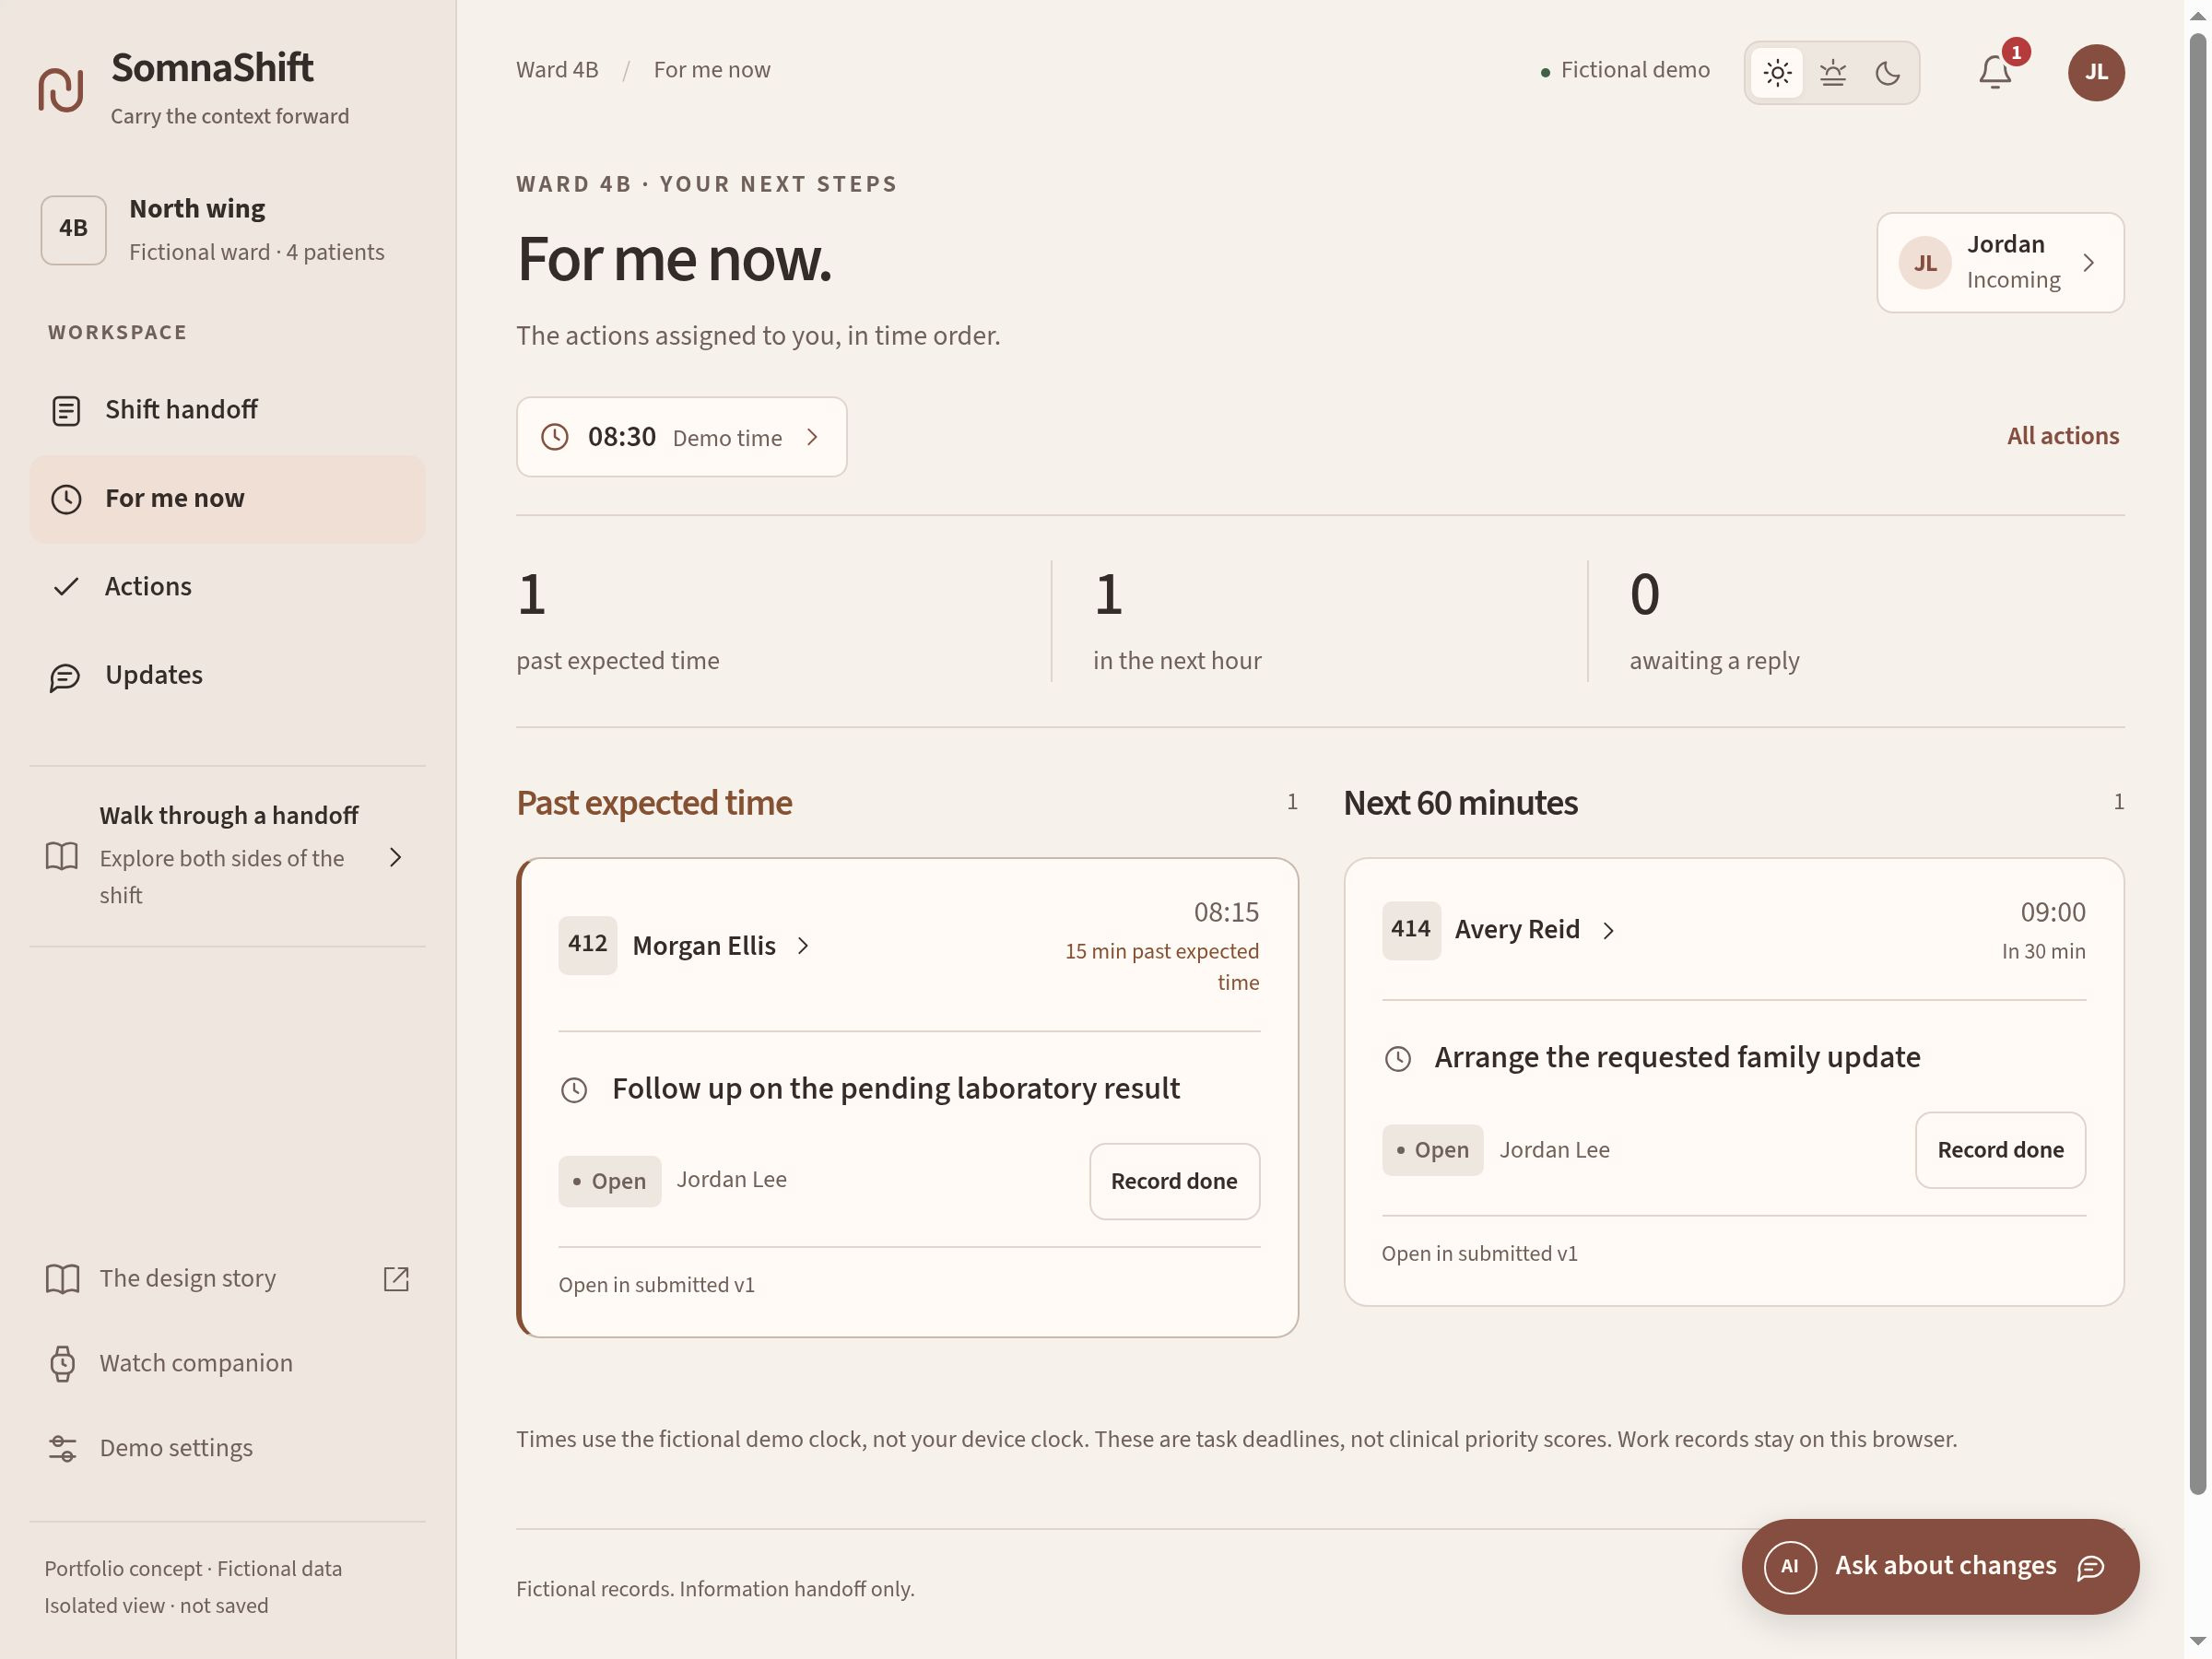 SomnaShift
Carry the context forward
4B
North wing
Fictional ward · 4 patients
WORKSPACE
Shift handoff
For me now
Actions
Updates
Walk through a handoff
Explore both sides of the
shift
The design story
Watch companion
Demo settings
Portfolio concept · Fictional data
Isolated view · not saved
Ward 4B / For me now
Fictional demo
1
JL
WARD 4B · YOUR NEXT STEPS
For me now.
The actions assigned to you, in time order.
JL
Jordan
Incoming
08:30 Demo time
All actions
1
past expected time
1
in the next hour
0
awaiting a reply
Past expected time 1
412 Morgan Ellis
08:15
15 min past expected
time
Follow up on the pending laboratory result
• Open Jordan Lee
Record done
Open in submitted v1
Next 60 minutes 1
414 Avery Reid
09:00
In 30 min
Arrange the requested family update
• Open Jordan Lee
Record done
Open in submitted v1
Times use the fictional demo clock, not your device clock. These are task deadlines, not clinical priority scores. Work records stay on this browser.
Fictional records. Information handoff only.
AI Ask about changes